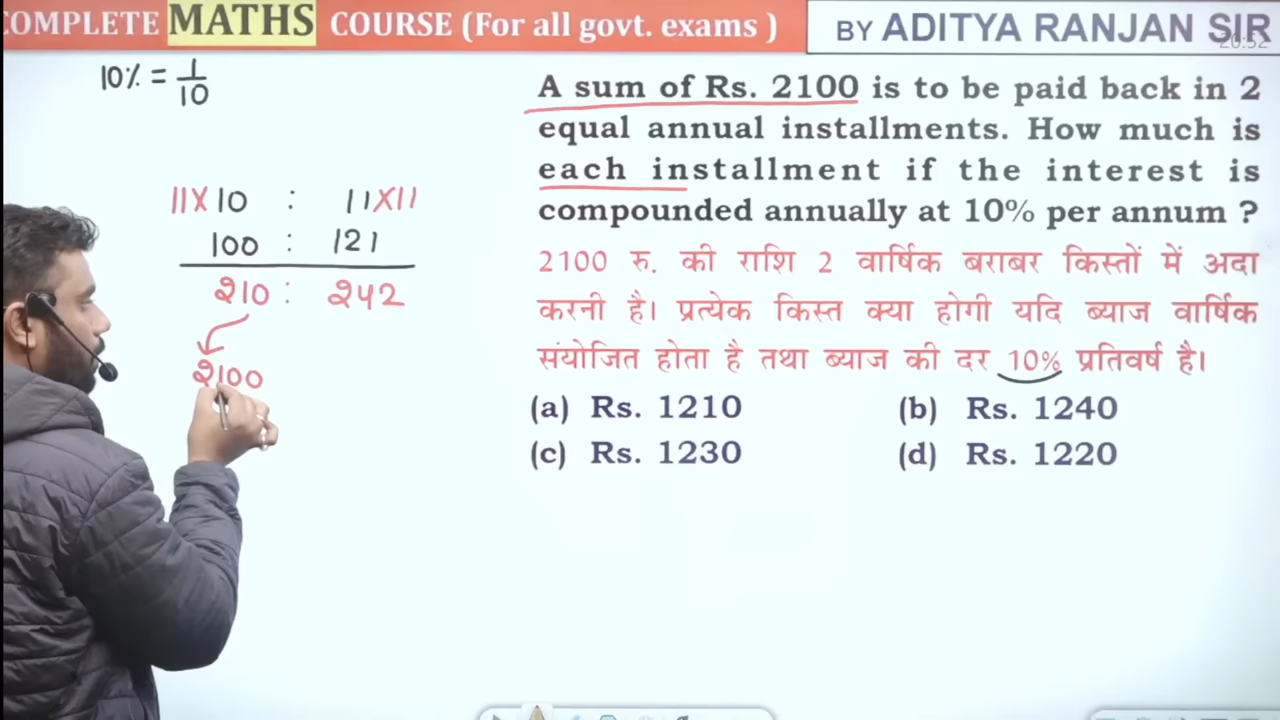 COMPLETE MATHS COURSE (For all govt. exams )
BY ADITYA RANJAN SIR
20:52
10% = 1/10
11× 10 : 11 ×11
100 : 121
210 : 242
2100
A sum of Rs. 2100 is to be paid back in 2
equal annual installments. How much is
each installment if the interest is
compounded annually at 10% per annum ?
2100 रु. की राशि 2 वार्षिक बराबर किस्तों में अदा
करनी है। प्रत्येक किस्त क्या होगी यदि ब्याज वार्षिक
संयोजित होता है तथा ब्याज की दर 10% प्रतिवर्ष है।
(a) Rs. 1210 (b) Rs. 1240
(c) Rs. 1230 (d) Rs. 1220